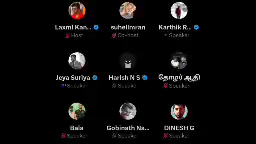 Laxmi Kan...
suhelimran
Karthik R...
Host
Co-host
Speaker
Jeya Suriya
Harish N S
தோழர் ஆதி
Speaker
Speaker
Speaker
Bala
Gobinath Na...
DINESH G
Speaker
Speaker
Speaker